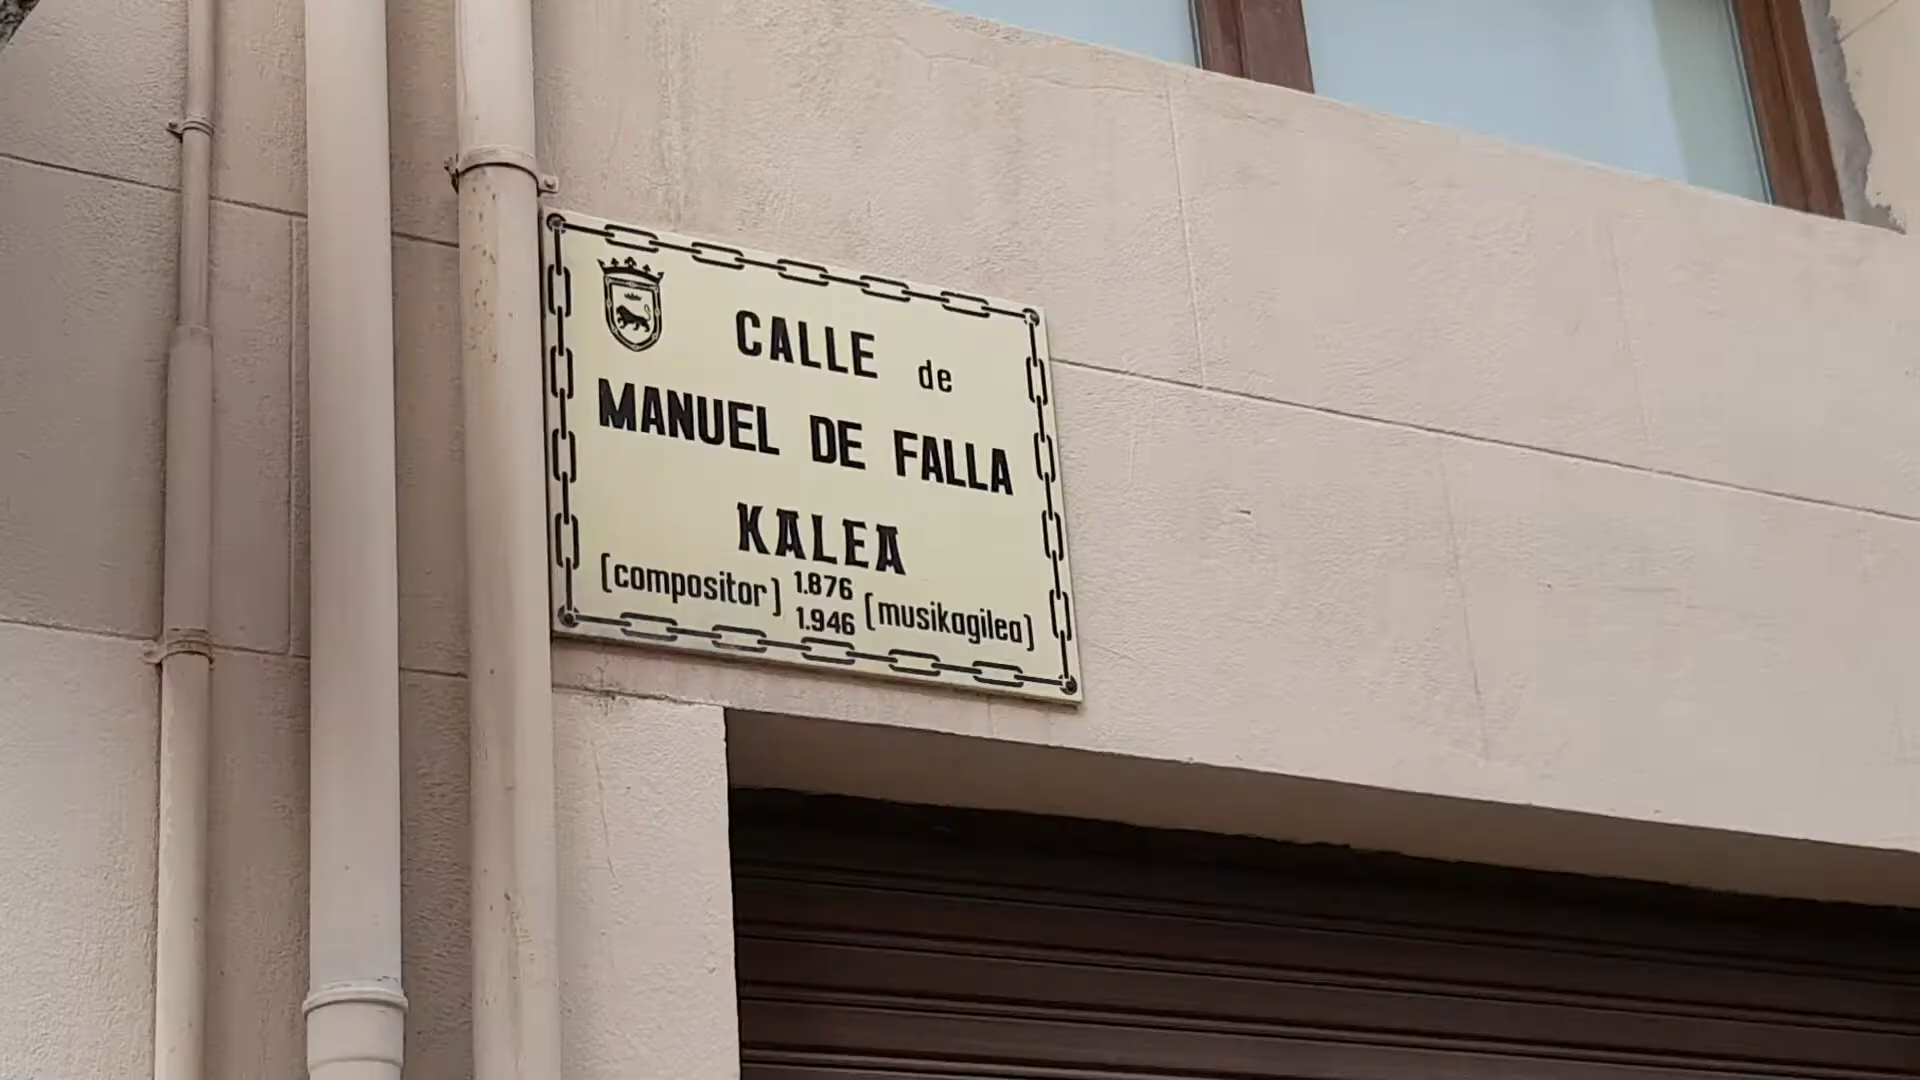 CALLE de
MANUEL DE FALLA
KALEA
(compositor) 1.876 (musikagilea)
1.946